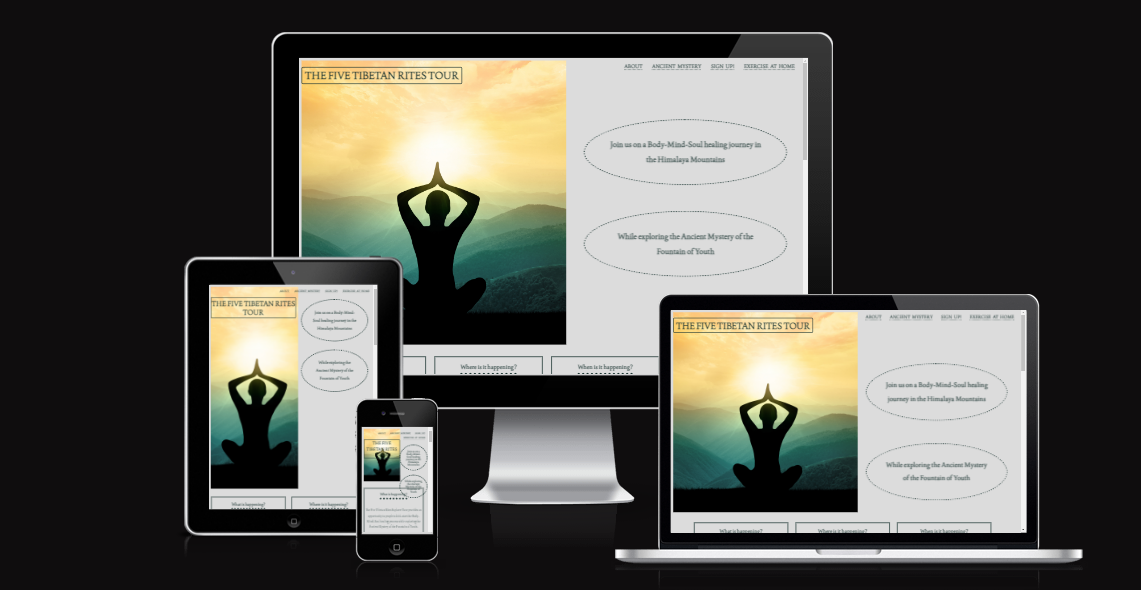 THE FIVE TIBETAN RITES TOUR
ABOUT ANCIENT MYSTERY SIGN UP! EXERCISE AT HOME
Join us on a Body-Mind-Soul healing journey in
the Himalaya Mountains
While exploring the Ancient Mystery of the
Fountain of Youth
Where is it happening?
When is it happening?
ABOUT ANCIENT MYSTERY SIGN UP! EXERCISE AT HOME
THE FIVE TIBETAN RITES
TOUR
Join us on a Body-Mind-
Soul healing journey in the
Himalaya Mountains
While exploring the
Ancient Mystery of the
Fountain of Youth
What is happening?
Where is it happening?
THE FIVE
TIBETAN RITES
What is happening?
THE FIVE TIBETAN RITES TOUR
ABOUT ANCIENT MYSTERY SIGN UP! EXERCISE AT HOME
Join us on a Body-Mind-Soul healing
journey in the Himalaya Mountains
While exploring the Ancient Mystery
of the Fountain of Youth
What is happening?
Where is it happening?
When is it happening?